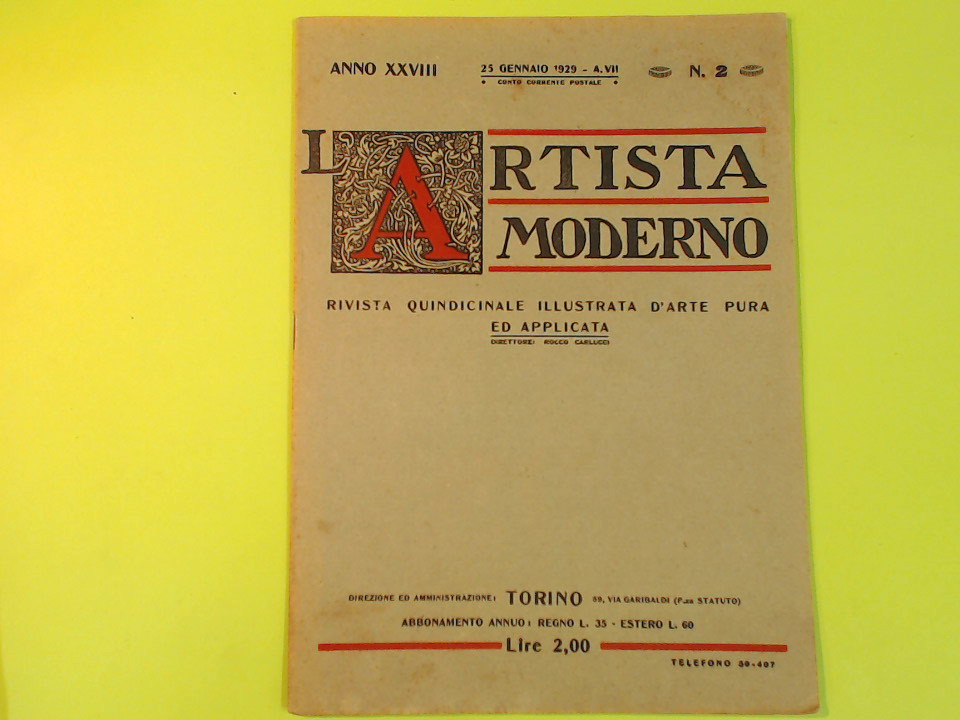 ANNO XXVIII 25 GENNAIO 1929 - A. VII N. 2
CONTO CORRENTE POSTALE
L'ARTISTA
MODERNO
RIVISTA QUINDICINALE ILLUSTRATA D'ARTE PURA
ED APPLICATA
DIRETTORE: ROCCO CARLUCCI
DIREZIONE ED AMMINISTRAZIONE: TORINO VIA GARIBALDI (P.za STATUTO)
ABBONAMENTO ANNUO: REGNO L. 35 - ESTERO L. 60
Lire 2,00
TELEFONO 50-407